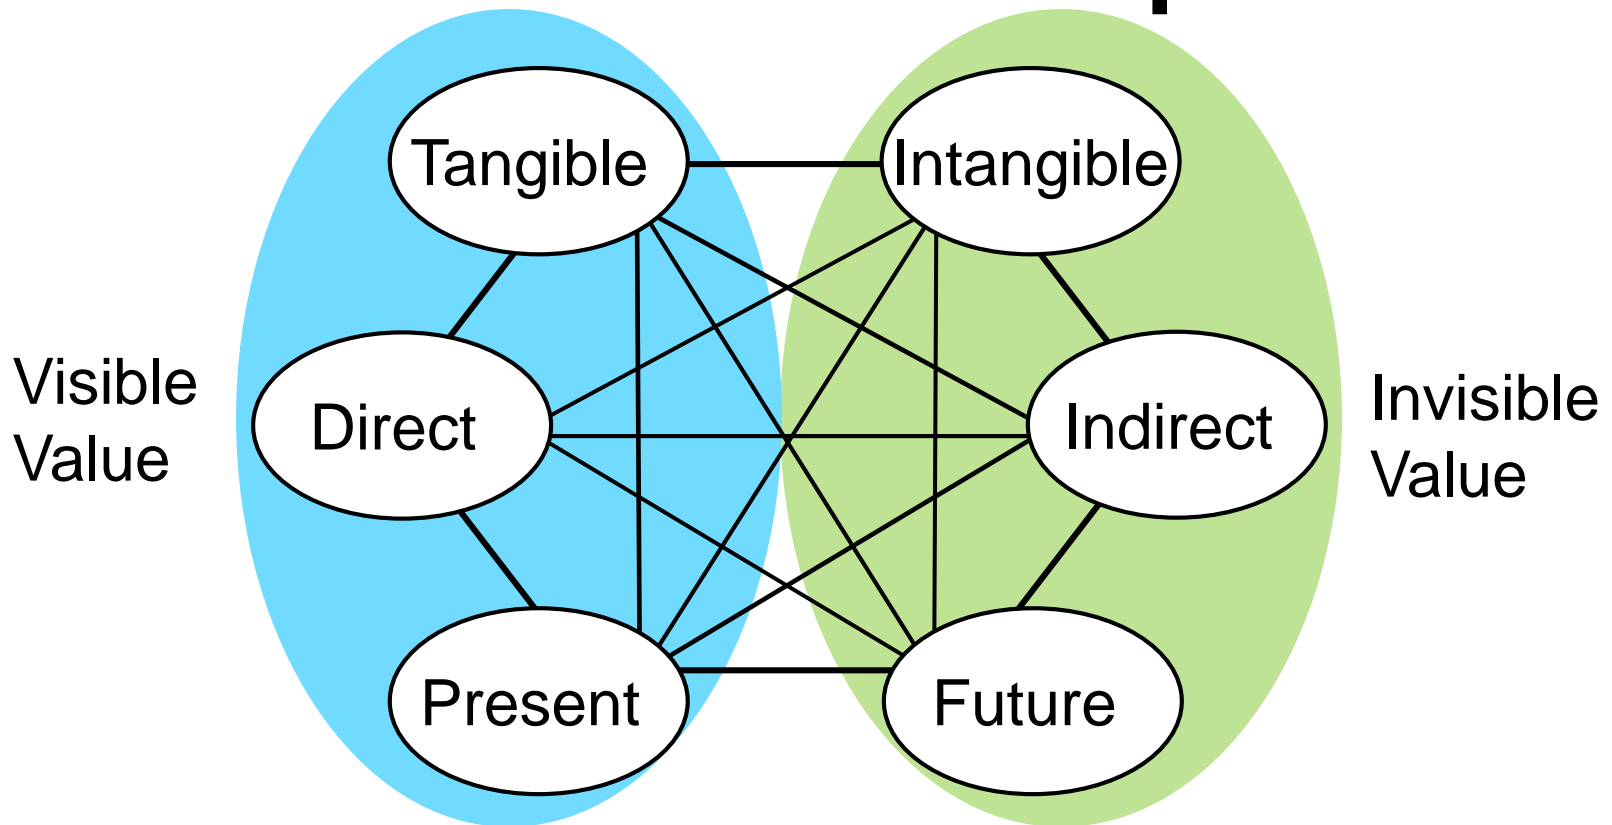 Tangible
Intangible
Visible
Value
Direct
Indirect
Invisible
Value
Present
Future